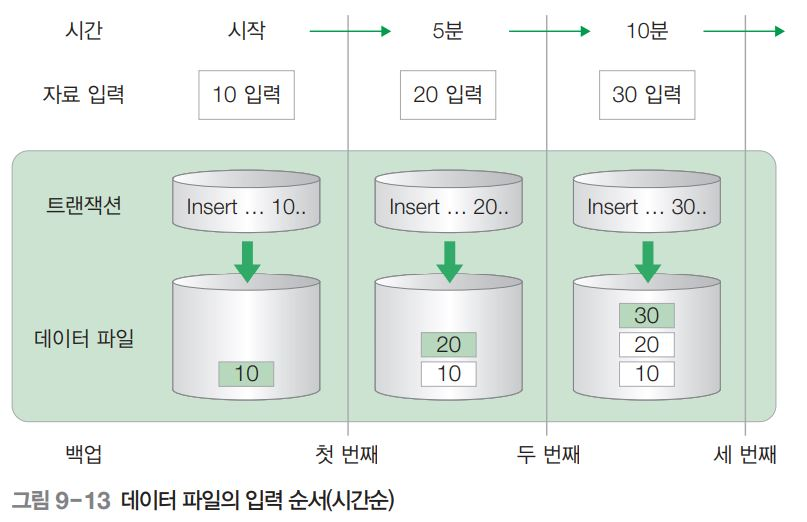 시간 시작 5분 10분
자료 입력 10 입력 20 입력 30 입력
트랜잭션 Insert … 10.. Insert … 20.. Insert … 30..
데이터 파일
10
20
10
30
20
10
백업 첫 번째 두 번째 세 번째
그림 9-13 데이터 파일의 입력 순서(시간순)